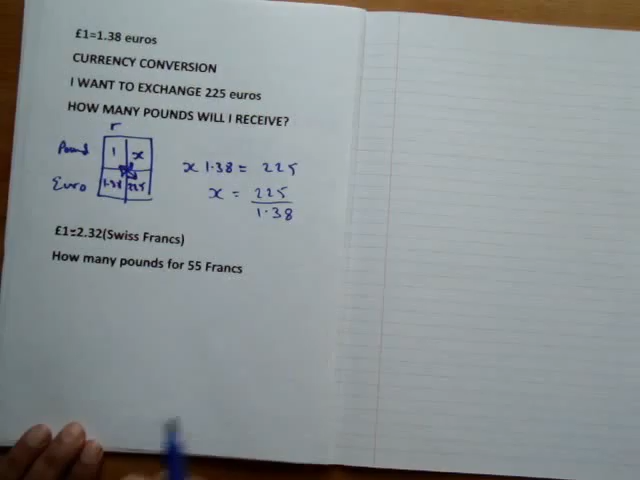 £1=1.38 euros
CURRENCY CONVERSION
I WANT TO EXCHANGE 225 euros
HOW MANY POUNDS WILL I RECEIVE?
r
Pound 1 x
Euro 1.38 225
x 1.38 = 225
x = 225
1.38
£1=2.32(Swiss Francs)
How many pounds for 55 Francs